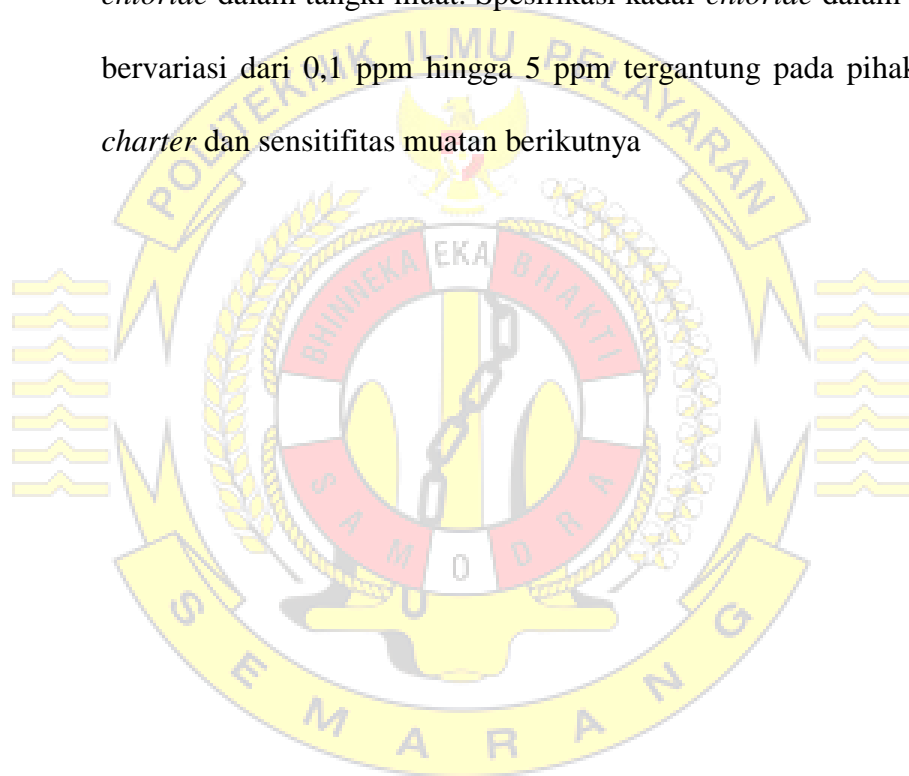 chloride dalam tangki muat. Spesifikasi kadar chloride dalam
bervariasi dari 0,1 ppm hingga 5 ppm tergantung pada pihak
charter dan sensitifitas muatan berikutnya
POLITEKNIK ILMU PELAYARAN
BHINNEKA EKA BHAKTI
SAMODRA
SEMARANG